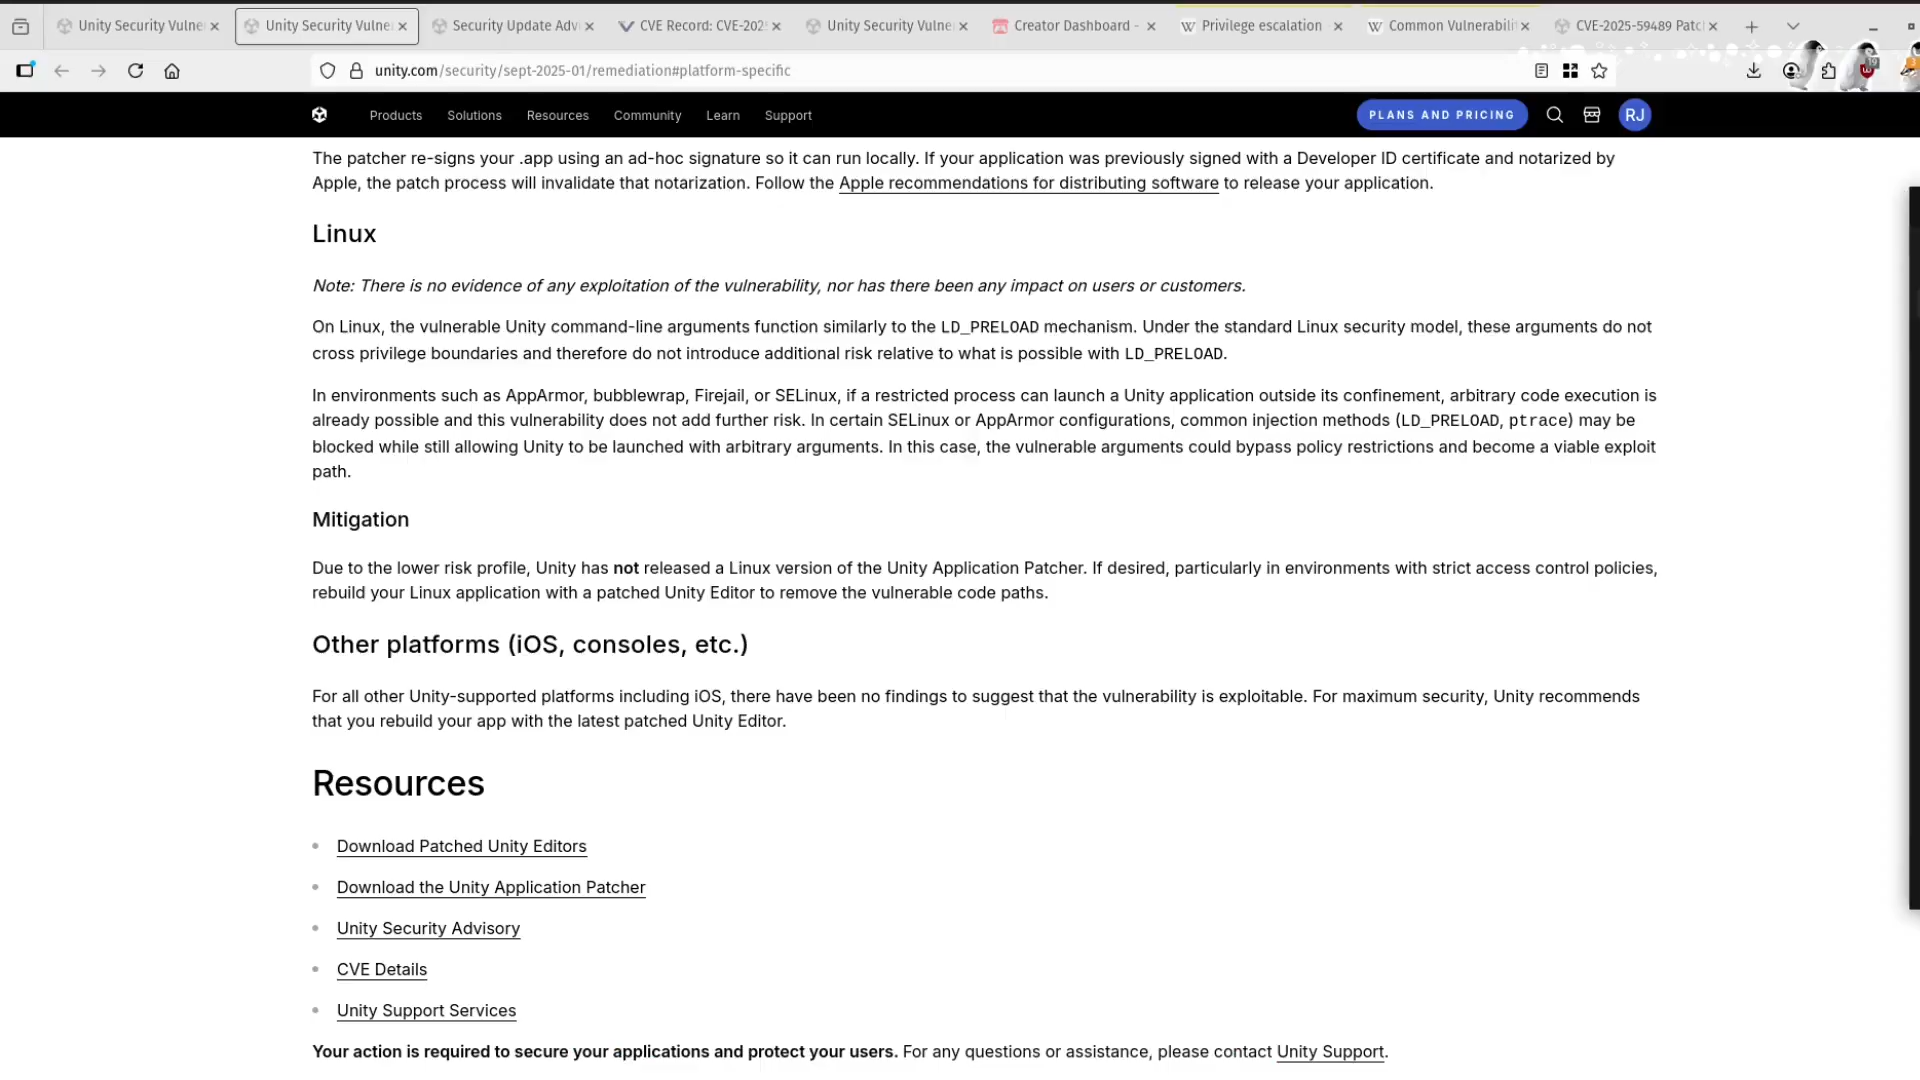 Unity Security Vulne
Unity Security Vulne
Security Update Advi
CVE Record: CVE-202
Unity Security Vulne
Creator Dashboard -
Privilege escalation
Common Vulnerabilit
CVE-2025-59489 Patc
unity.com/security/sept-2025-01/remediation#platform-specific
Products
Solutions
Resources
Community
Learn
Support
PLANS AND PRICING
RJ
The patcher re-signs your .app using an ad-hoc signature so it can run locally. If your application was previously signed with a Developer ID certificate and notarized by
Apple, the patch process will invalidate that notarization. Follow the Apple recommendations for distributing software to release your application.
Linux
Note: There is no evidence of any exploitation of the vulnerability, nor has there been any impact on users or customers.
On Linux, the vulnerable Unity command-line arguments function similarly to the LD_PRELOAD mechanism. Under the standard Linux security model, these arguments do not
cross privilege boundaries and therefore do not introduce additional risk relative to what is possible with LD_PRELOAD.
In environments such as AppArmor, bubblewrap, Firejail, or SELinux, if a restricted process can launch a Unity application outside its confinement, arbitrary code execution is
already possible and this vulnerability does not add further risk. In certain SELinux or AppArmor configurations, common injection methods (LD_PRELOAD, ptrace) may be
blocked while still allowing Unity to be launched with arbitrary arguments. In this case, the vulnerable arguments could bypass policy restrictions and become a viable exploit
path.
Mitigation
Due to the lower risk profile, Unity has not released a Linux version of the Unity Application Patcher. If desired, particularly in environments with strict access control policies,
rebuild your Linux application with a patched Unity Editor to remove the vulnerable code paths.
Other platforms (iOS, consoles, etc.)
For all other Unity-supported platforms including iOS, there have been no findings to suggest that the vulnerability is exploitable. For maximum security, Unity recommends
that you rebuild your app with the latest patched Unity Editor.
Resources
Download Patched Unity Editors
Download the Unity Application Patcher
Unity Security Advisory
CVE Details
Unity Support Services
Your action is required to secure your applications and protect your users. For any questions or assistance, please contact Unity Support.